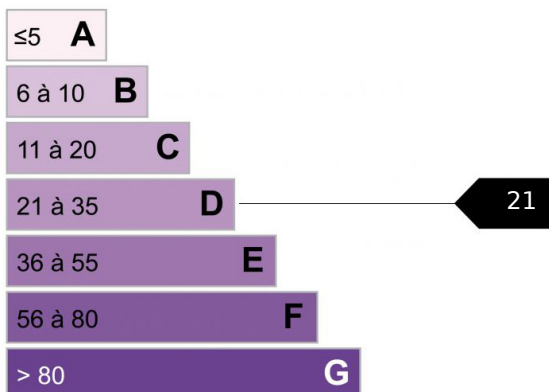 ≤5 A
6 à 10 B
11 à 20 C
21 à 35 D 21
36 à 55 E
56 à 80 F
> 80 G